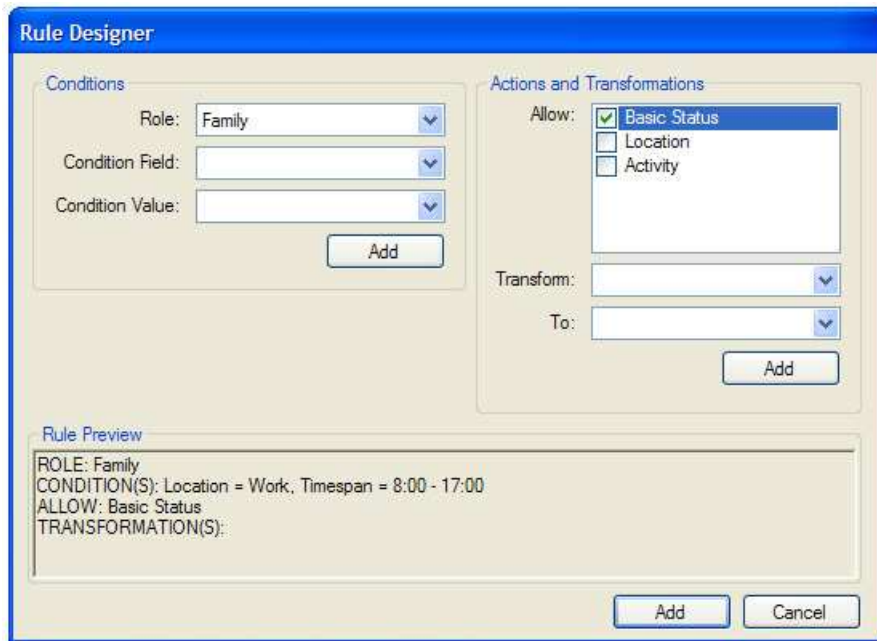 Rule Designer
Conditions
Role: Family
Condition Field:
Condition Value:
Add
Actions and Transformations
Allow: Basic Status
Location
Activity
Transform:
To:
Add
Rule Preview
ROLE: Family
CONDITION(S): Location = Work, Timespan = 8:00 - 17:00
ALLOW: Basic Status
TRANSFORMATION(S):
Add Cancel